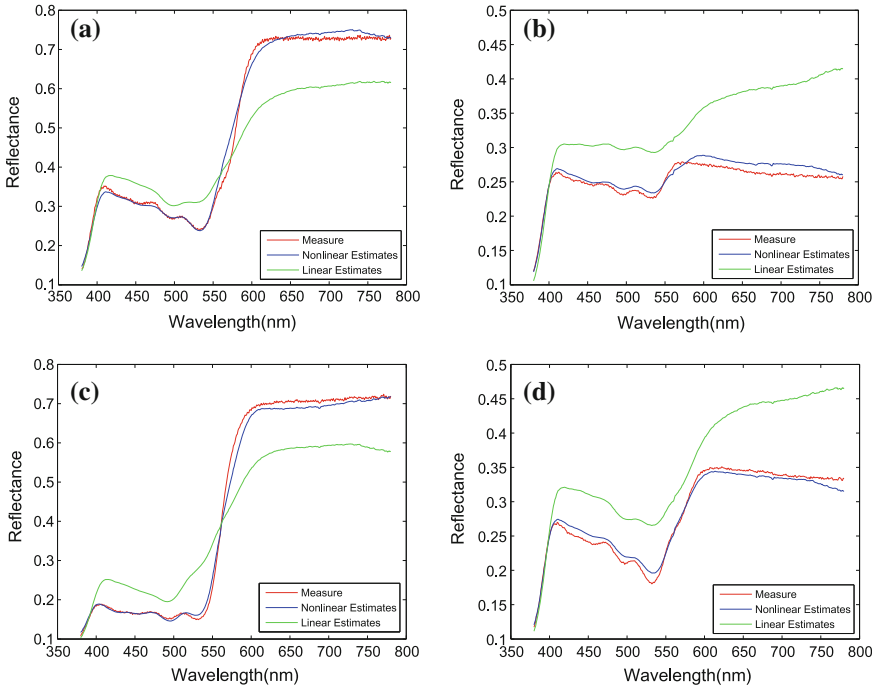 (a)
Reflectance
0.8
0.7
0.6
0.5
0.4
0.3
0.2
0.1
350 400 450 500 550 600 650 700 750 800
Wavelength(nm)
Measure
Nonlinear Estimates
Linear Estimates
(b)
Reflectance
0.5
0.45
0.4
0.35
0.3
0.25
0.2
0.15
0.1
350 400 450 500 550 600 650 700 750 800
Wavelength(nm)
Measure
Nonlinear Estimates
Linear Estimates
(c)
Reflectance
0.8
0.7
0.6
0.5
0.4
0.3
0.2
0.1
350 400 450 500 550 600 650 700 750 800
Wavelength(nm)
Measure
Nonlinear Estimates
Linear Estimates
(d)
Reflectance
0.5
0.45
0.4
0.35
0.3
0.25
0.2
0.15
0.1
350 400 450 500 550 600 650 700 750 800
Wavelength(nm)
Measure
Nonlinear Estimates
Linear Estimates